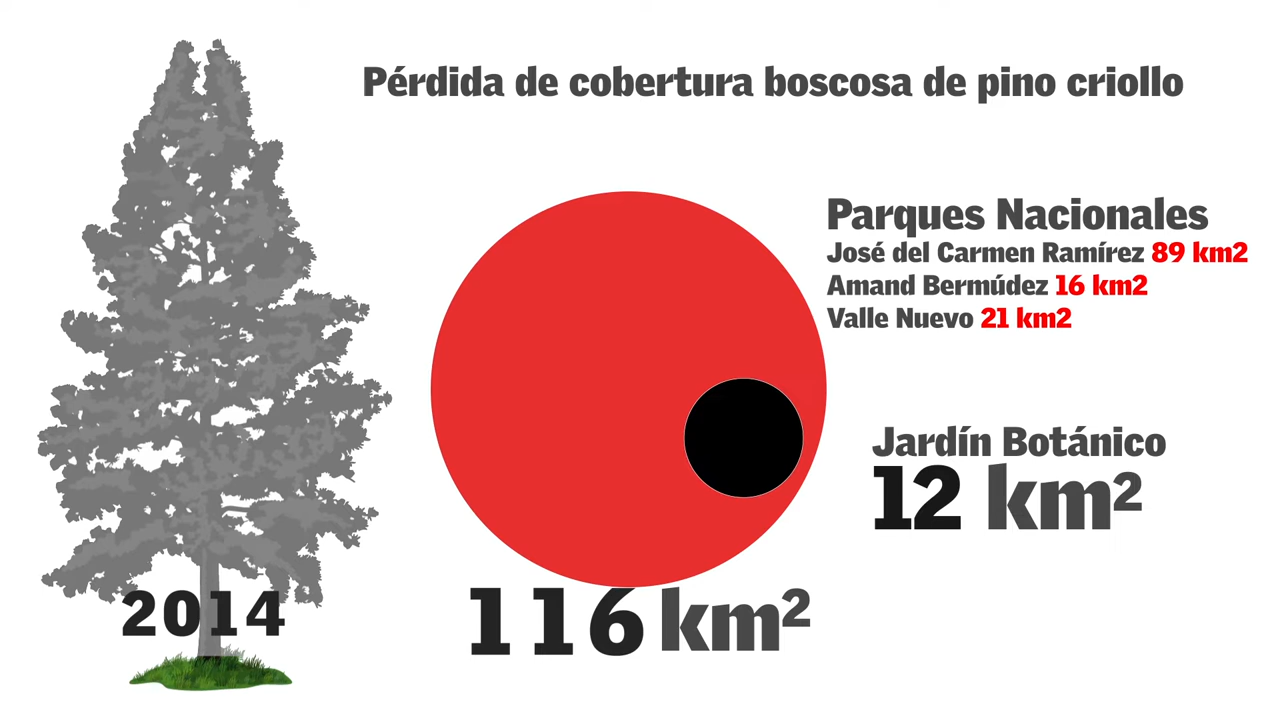 Pérdida de cobertura boscosa de pino criollo
Parques Nacionales
José del Carmen Ramírez 89 km2
Amand Bermúdez 16 km2
Valle Nuevo 21 km2
Jardín Botánico
12 km²
116 km²
2014